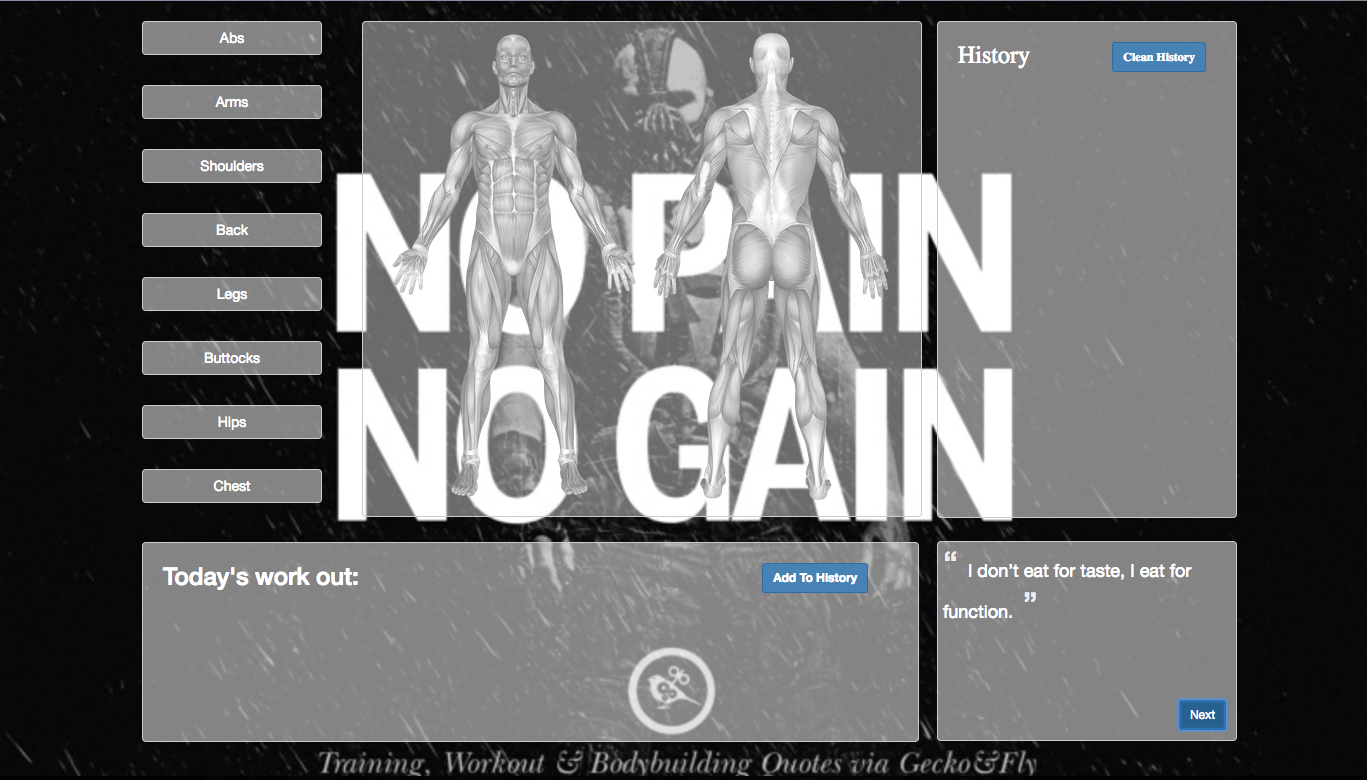 Abs
Arms
Shoulders
Back
Legs
Buttocks
Hips
Chest
NO PAIN
NO GAIN
History
Clean History
Today's work out:
Add To History
“ I don’t eat for taste, I eat for
function. ”
Next
Training, Workout & Bodybuilding Quotes via Gecko&Fly